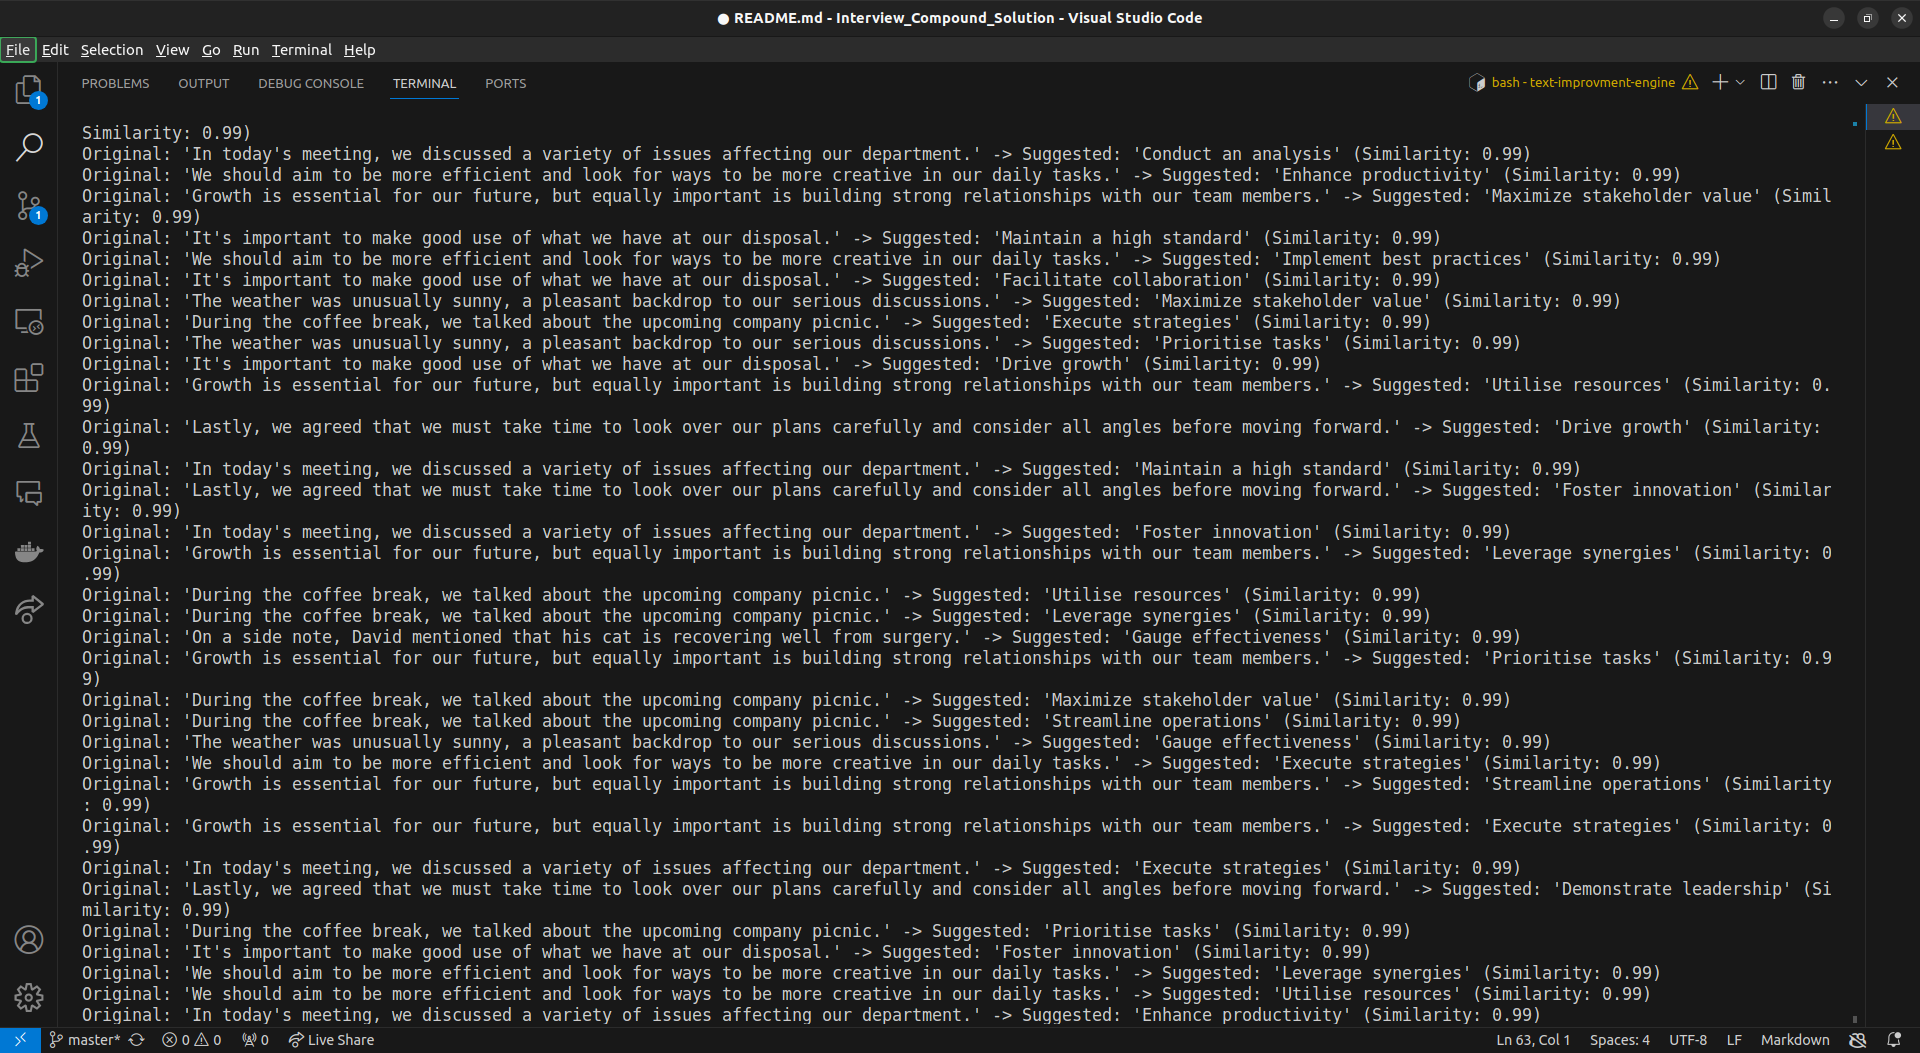 ● README.md - Interview_Compound_Solution - Visual Studio Code
File Edit Selection View Go Run Terminal Help
PROBLEMS OUTPUT DEBUG CONSOLE TERMINAL PORTS
bash - text-improvment-engine
1
1
Similarity: 0.99)
Original: 'In today's meeting, we discussed a variety of issues affecting our department.' -> Suggested: 'Conduct an analysis' (Similarity: 0.99)
Original: 'We should aim to be more efficient and look for ways to be more creative in our daily tasks.' -> Suggested: 'Enhance productivity' (Similarity: 0.99)
Original: 'Growth is essential for our future, but equally important is building strong relationships with our team members.' -> Suggested: 'Maximize stakeholder value' (Simil
arity: 0.99)
Original: 'It's important to make good use of what we have at our disposal.' -> Suggested: 'Maintain a high standard' (Similarity: 0.99)
Original: 'We should aim to be more efficient and look for ways to be more creative in our daily tasks.' -> Suggested: 'Implement best practices' (Similarity: 0.99)
Original: 'It's important to make good use of what we have at our disposal.' -> Suggested: 'Facilitate collaboration' (Similarity: 0.99)
Original: 'The weather was unusually sunny, a pleasant backdrop to our serious discussions.' -> Suggested: 'Maximize stakeholder value' (Similarity: 0.99)
Original: 'During the coffee break, we talked about the upcoming company picnic.' -> Suggested: 'Execute strategies' (Similarity: 0.99)
Original: 'The weather was unusually sunny, a pleasant backdrop to our serious discussions.' -> Suggested: 'Prioritise tasks' (Similarity: 0.99)
Original: 'It's important to make good use of what we have at our disposal.' -> Suggested: 'Drive growth' (Similarity: 0.99)
Original: 'Growth is essential for our future, but equally important is building strong relationships with our team members.' -> Suggested: 'Utilise resources' (Similarity: 0.
99)
Original: 'Lastly, we agreed that we must take time to look over our plans carefully and consider all angles before moving forward.' -> Suggested: 'Drive growth' (Similarity:
0.99)
Original: 'In today's meeting, we discussed a variety of issues affecting our department.' -> Suggested: 'Maintain a high standard' (Similarity: 0.99)
Original: 'Lastly, we agreed that we must take time to look over our plans carefully and consider all angles before moving forward.' -> Suggested: 'Foster innovation' (Similar
ity: 0.99)
Original: 'In today's meeting, we discussed a variety of issues affecting our department.' -> Suggested: 'Foster innovation' (Similarity: 0.99)
Original: 'Growth is essential for our future, but equally important is building strong relationships with our team members.' -> Suggested: 'Leverage synergies' (Similarity: 0
.99)
Original: 'During the coffee break, we talked about the upcoming company picnic.' -> Suggested: 'Utilise resources' (Similarity: 0.99)
Original: 'During the coffee break, we talked about the upcoming company picnic.' -> Suggested: 'Leverage synergies' (Similarity: 0.99)
Original: 'On a side note, David mentioned that his cat is recovering well from surgery.' -> Suggested: 'Gauge effectiveness' (Similarity: 0.99)
Original: 'Growth is essential for our future, but equally important is building strong relationships with our team members.' -> Suggested: 'Prioritise tasks' (Similarity: 0.9
9)
Original: 'During the coffee break, we talked about the upcoming company picnic.' -> Suggested: 'Maximize stakeholder value' (Similarity: 0.99)
Original: 'During the coffee break, we talked about the upcoming company picnic.' -> Suggested: 'Streamline operations' (Similarity: 0.99)
Original: 'The weather was unusually sunny, a pleasant backdrop to our serious discussions.' -> Suggested: 'Gauge effectiveness' (Similarity: 0.99)
Original: 'We should aim to be more efficient and look for ways to be more creative in our daily tasks.' -> Suggested: 'Execute strategies' (Similarity: 0.99)
Original: 'Growth is essential for our future, but equally important is building strong relationships with our team members.' -> Suggested: 'Streamline operations' (Similarity
: 0.99)
Original: 'Growth is essential for our future, but equally important is building strong relationships with our team members.' -> Suggested: 'Execute strategies' (Similarity: 0
.99)
Original: 'In today's meeting, we discussed a variety of issues affecting our department.' -> Suggested: 'Execute strategies' (Similarity: 0.99)
Original: 'Lastly, we agreed that we must take time to look over our plans carefully and consider all angles before moving forward.' -> Suggested: 'Demonstrate leadership' (Si
milarity: 0.99)
Original: 'During the coffee break, we talked about the upcoming company picnic.' -> Suggested: 'Prioritise tasks' (Similarity: 0.99)
Original: 'It's important to make good use of what we have at our disposal.' -> Suggested: 'Foster innovation' (Similarity: 0.99)
Original: 'We should aim to be more efficient and look for ways to be more creative in our daily tasks.' -> Suggested: 'Leverage synergies' (Similarity: 0.99)
Original: 'We should aim to be more efficient and look for ways to be more creative in our daily tasks.' -> Suggested: 'Utilise resources' (Similarity: 0.99)
Original: 'In today's meeting, we discussed a variety of issues affecting our department.' -> Suggested: 'Enhance productivity' (Similarity: 0.99)
master* 0 0 0 Live Share Ln 63, Col 1 Spaces: 4 UTF-8 LF Markdown